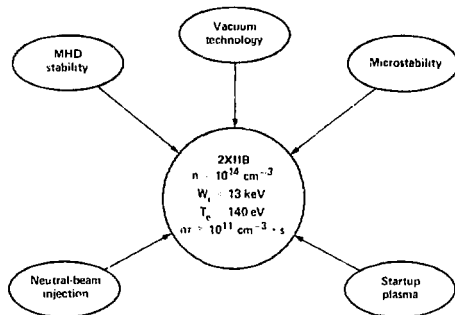 Vacuum
technology
MHD
stability
Microstability
2XIIB
n 10¹⁴ cm⁻³
Wᵢ 13 keV
Tₑ 140 eV
nτ 10¹¹ cm⁻³ · s
Neutral-beam
injection
Startup
plasma